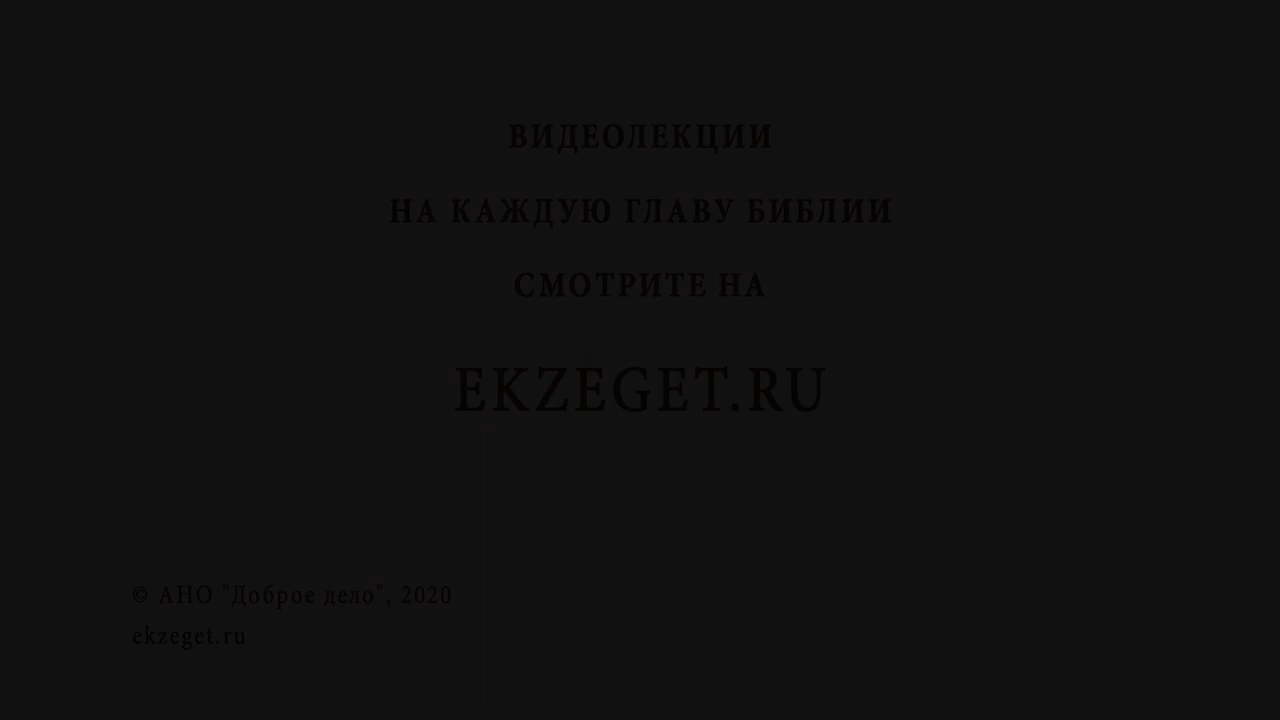 ВИДЕОЛЕКЦИИ
НА КАЖДУЮ ГЛАВУ БИБЛИИ
СМОТРИТЕ НА
EKZEGET.RU
© АНО "Доброе дело", 2020
ekzeget.ru